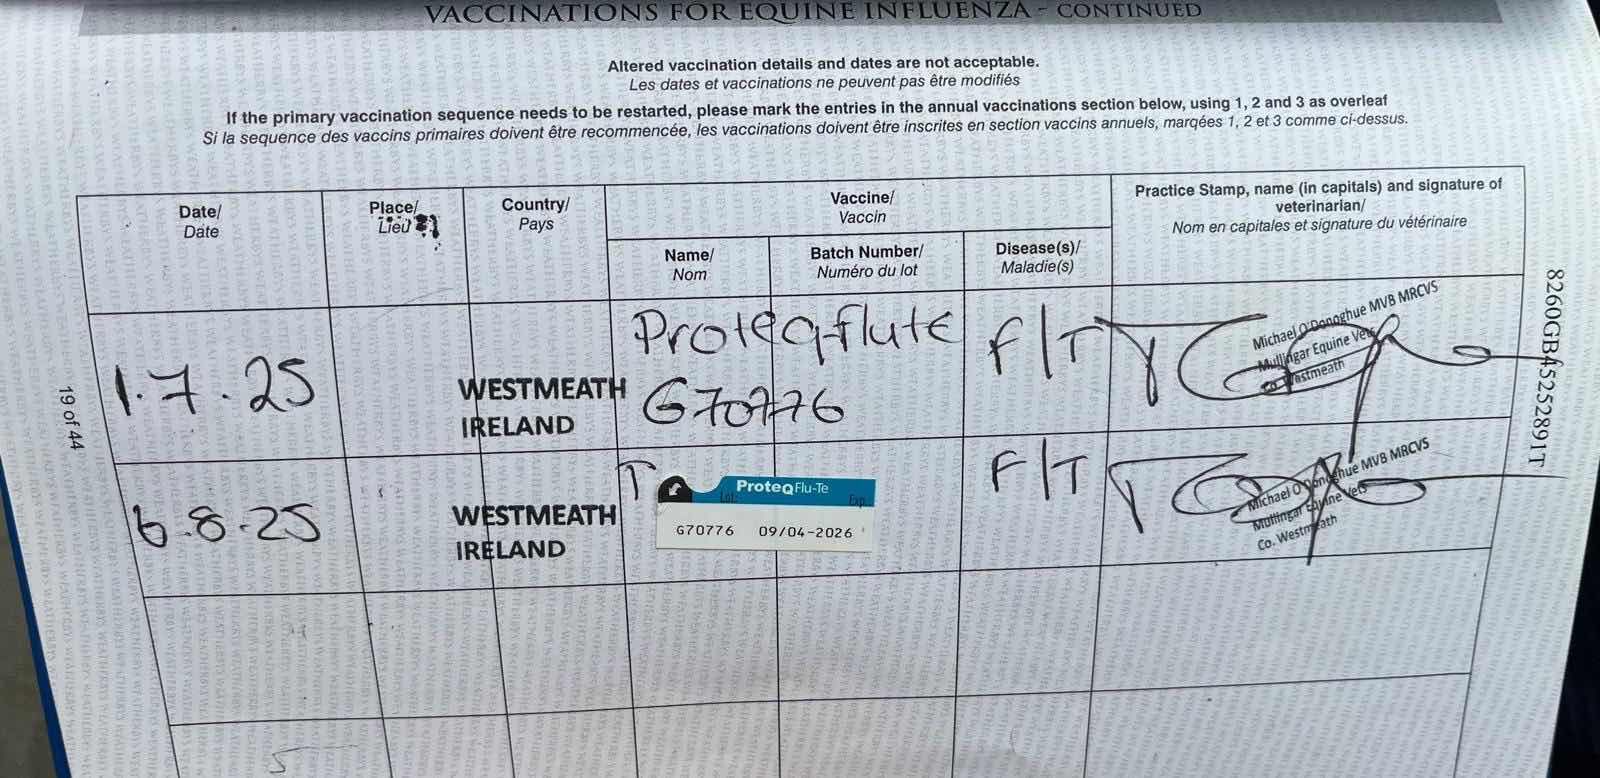 VACCINATIONS FOR EQUINE INFLUENZA - CONTINUED
Altered vaccination details and dates are not acceptable.
Les dates et vaccinations ne peuvent pas être modifiés
If the primary vaccination sequence needs to be restarted, please mark the entries in the annual vaccinations section below, using 1, 2 and 3 as overleaf
Si la sequence des vaccins primaires doivent être recommencée, les vaccinations doivent être inscrites en section vaccins annuels, marqées 1, 2 et 3 comme ci-dessus.
Date/
Date
Place/
Lieu
Country/
Pays
Vaccine/
Vaccin
Name/
Nom
Batch Number/
Numéro du lot
Disease(s)/
Maladie(s)
Practice Stamp, name (in capitals) and signature of
veterinarian/
Nom en capitales et signature du vétérinaire
1.7.25
WESTMEATH
IRELAND
Proteqflute
G70776
F/T
Michael O'Donoghue MVB MRCVS
Mullingar Equine Vets
Co. Westmeath
6.8.25
WESTMEATH
IRELAND
T
ProteqFlu-Te
Lot:
Exp
G70776 09/04-2026
F/T
Michael O'Donoghue MVB MRCVS
Mullingar Equine Vets
Co. Westmeath
19 of 44
8260GB45252891T